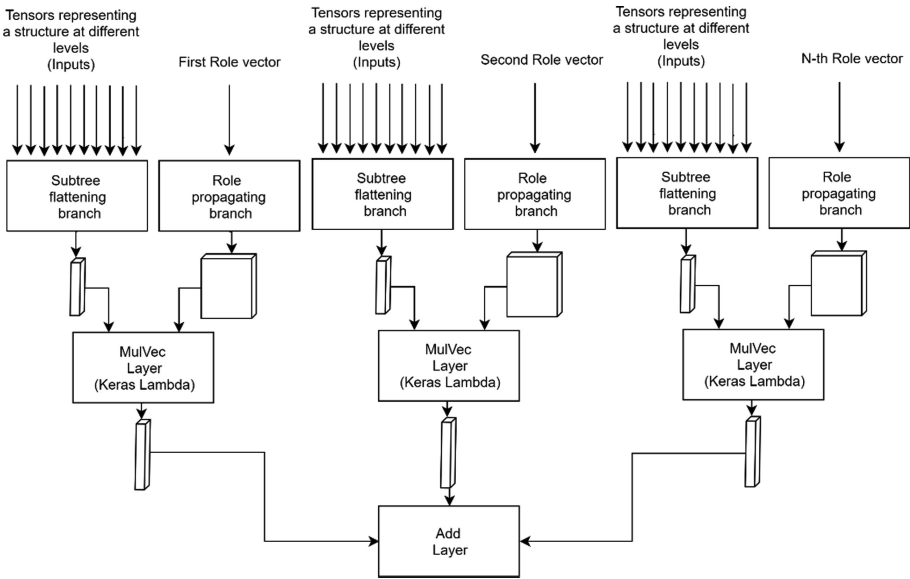 Tensors representing
a structure at different
levels
(Inputs)
First Role vector
Tensors representing
a structure at different
levels
(Inputs)
Second Role vector
Tensors representing
a structure at different
levels
(Inputs)
N-th Role vector
Subtree
flattening
branch
Role
propagating
branch
Subtree
flattening
branch
Role
propagating
branch
Subtree
flattening
branch
Role
propagating
branch
MulVec
Layer
(Keras Lambda)
MulVec
Layer
(Keras Lambda)
MulVec
Layer
(Keras Lambda)
Add
Layer